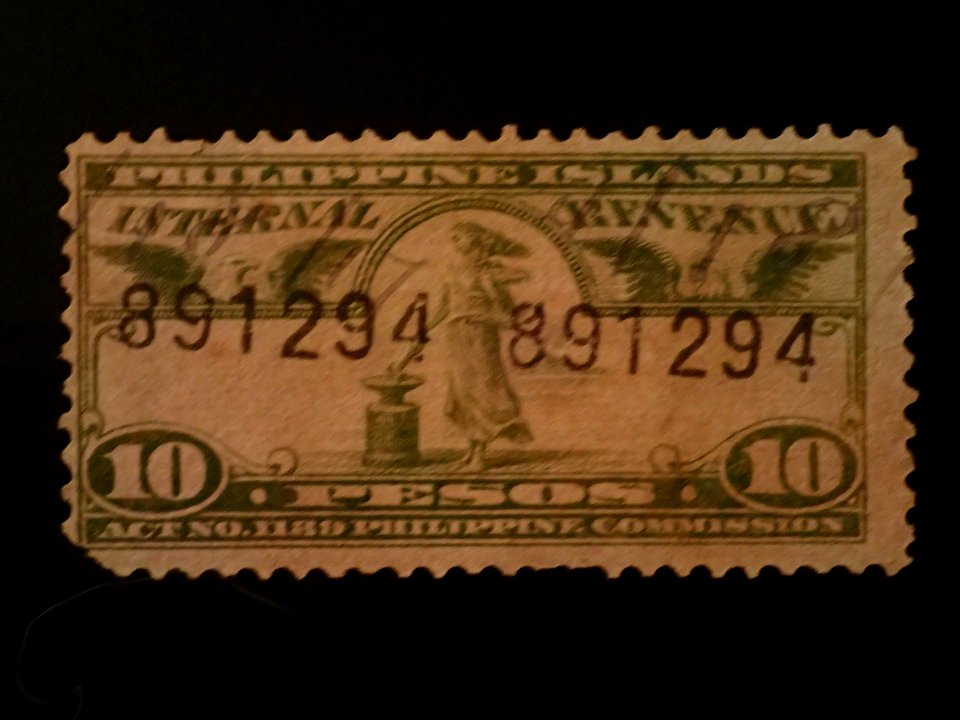 PHILIPPINE ISLANDS
INTERNAL REVENUE
891294 891294
10 PESOS 10
ACT NO. 1189 PHILIPPINE COMMISSION